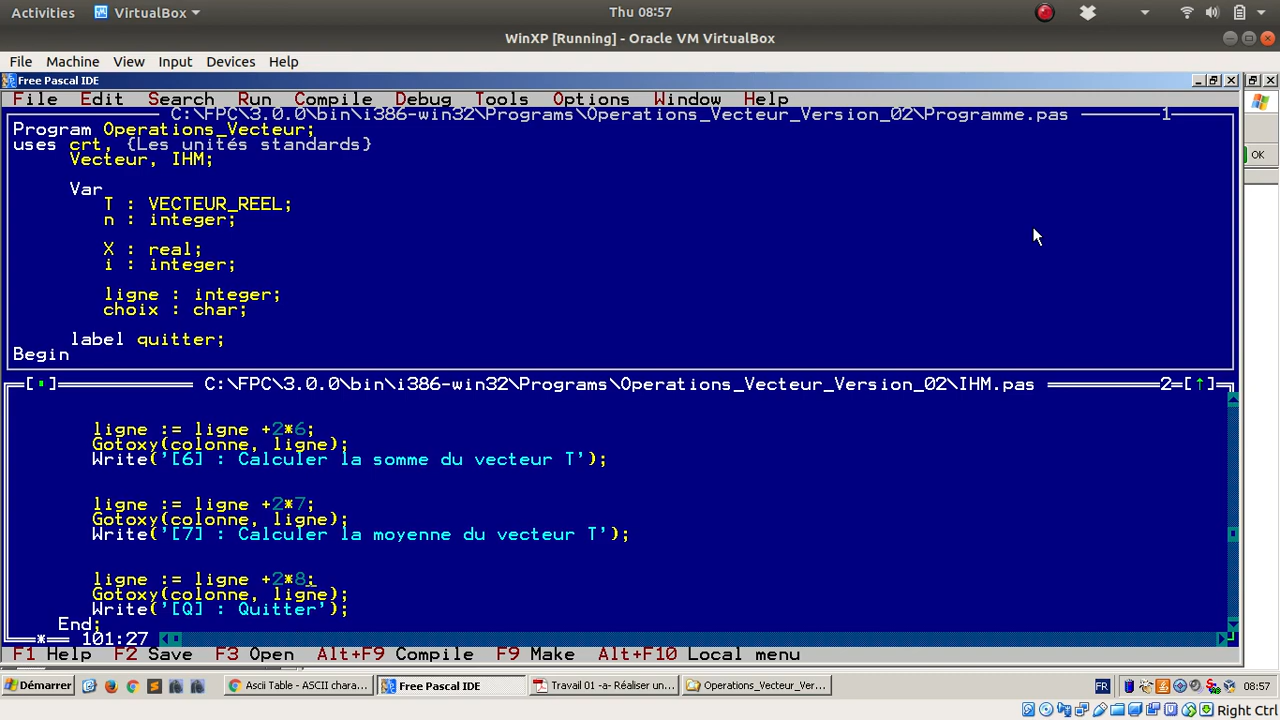 Activities VirtualBox Thu 08:57
WinXP [Running] - Oracle VM VirtualBox
File Machine View Input Devices Help
Free Pascal IDE
File Edit Search Run Compile Debug Tools Options Window Help
C:\FPC\3.0.0\bin\i386-win32\Programs\Operations_Vecteur_Version_02\Programme.pas 1
Program Operations_Vecteur;
uses crt, {Les unités standards}
Vecteur, IHM;
OK
Var
T : VECTEUR_REEL;
n : integer;
X : real;
i : integer;
ligne : integer;
choix : char;
label quitter;
Begin
C:\FPC\3.0.0\bin\i386-win32\Programs\Operations_Vecteur_Version_02\IHM.pas 2
ligne := ligne +2*6;
Gotoxy(colonne, ligne);
Write('[6] : Calculer la somme du vecteur T');
ligne := ligne +2*7;
Gotoxy(colonne, ligne);
Write('[7] : Calculer la moyenne du vecteur T');
ligne := ligne +2*8;
Gotoxy(colonne, ligne);
Write('[Q] : Quitter');
End;
101:27
F1 Help F2 Save F3 Open Alt+F9 Compile F9 Make Alt+F10 Local menu
Démarrer Ascii Table - ASCII chara... Free Pascal IDE Travail 01 -a- Réaliser un... Operations_Vecteur_Ver... FR 08:57
Right Ctrl